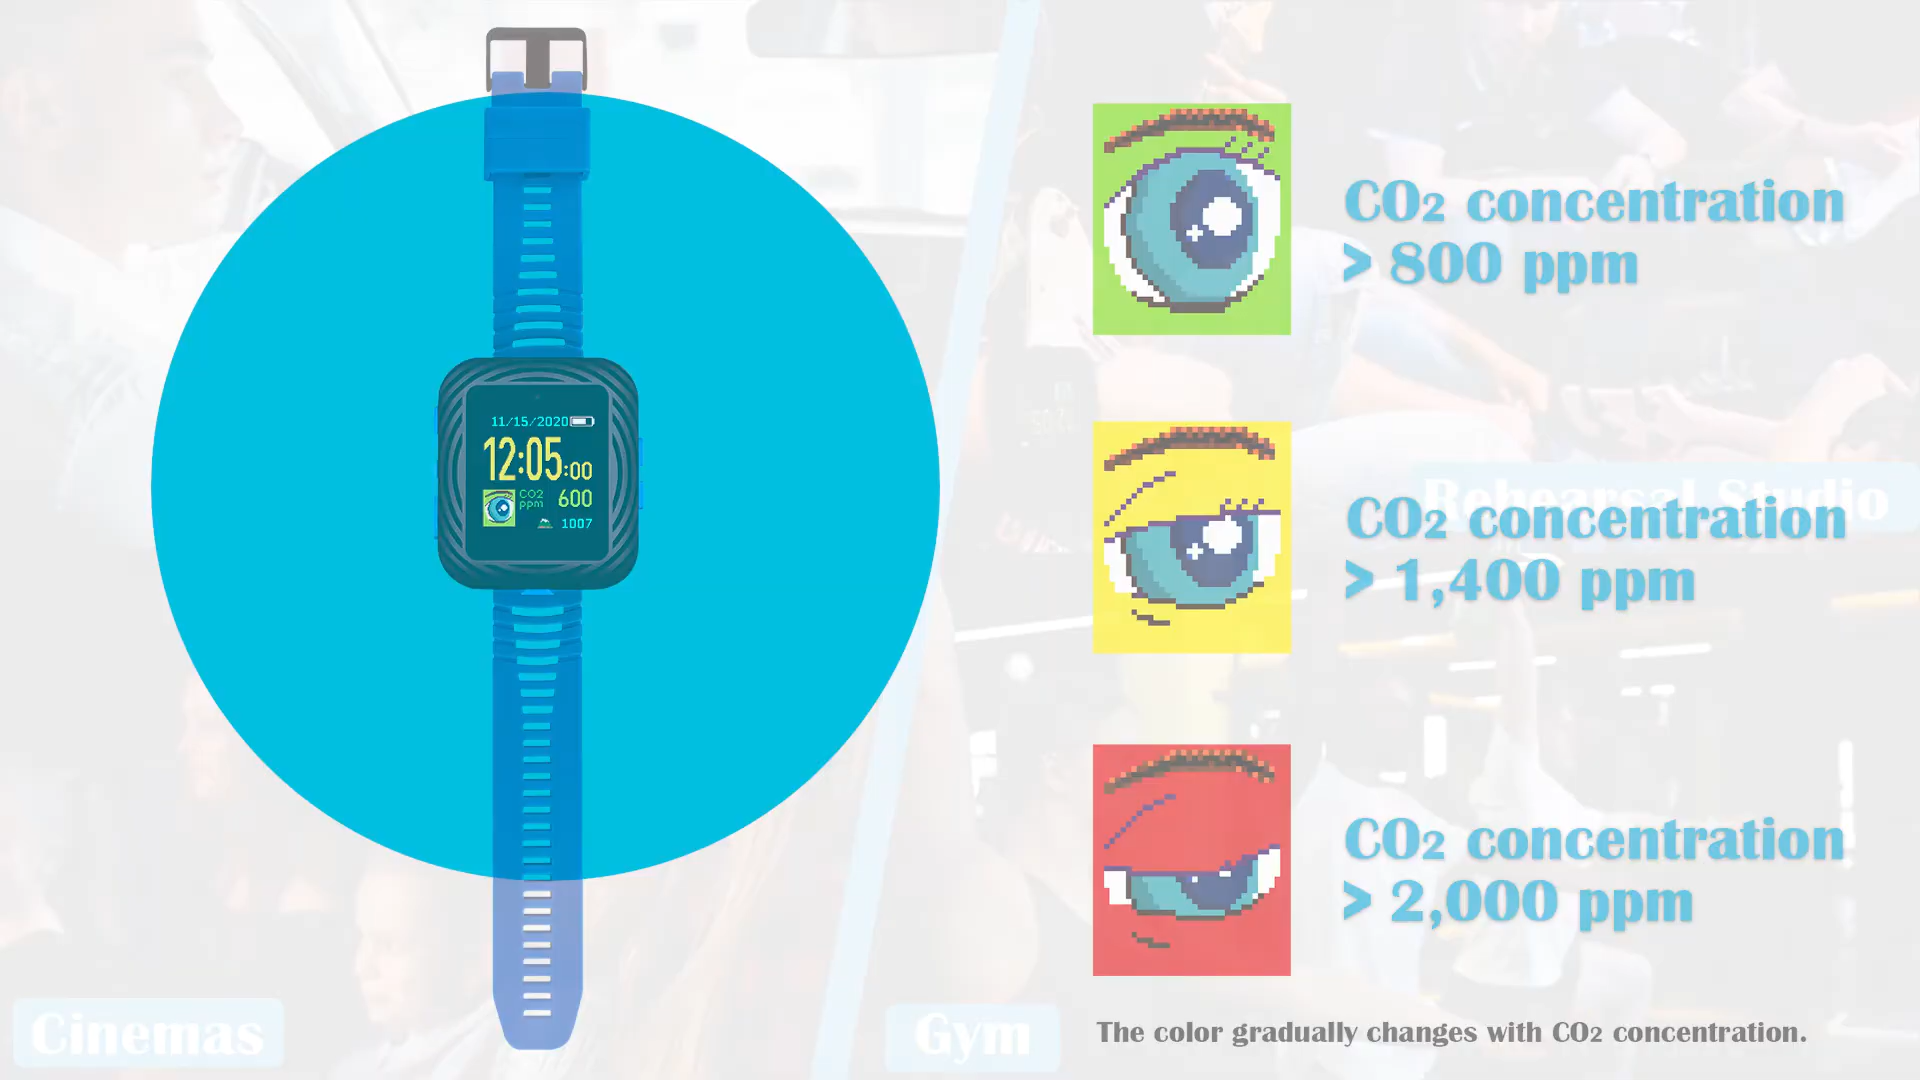 11/15/2020
12:05:00
CO2
ppm
600
1007
CO2 concentration
> 800 ppm
Rehearsal Studio
CO2 concentration
> 1,400 ppm
CO2 concentration
> 2,000 ppm
Cinemas
Gym
The color gradually changes with CO2 concentration.